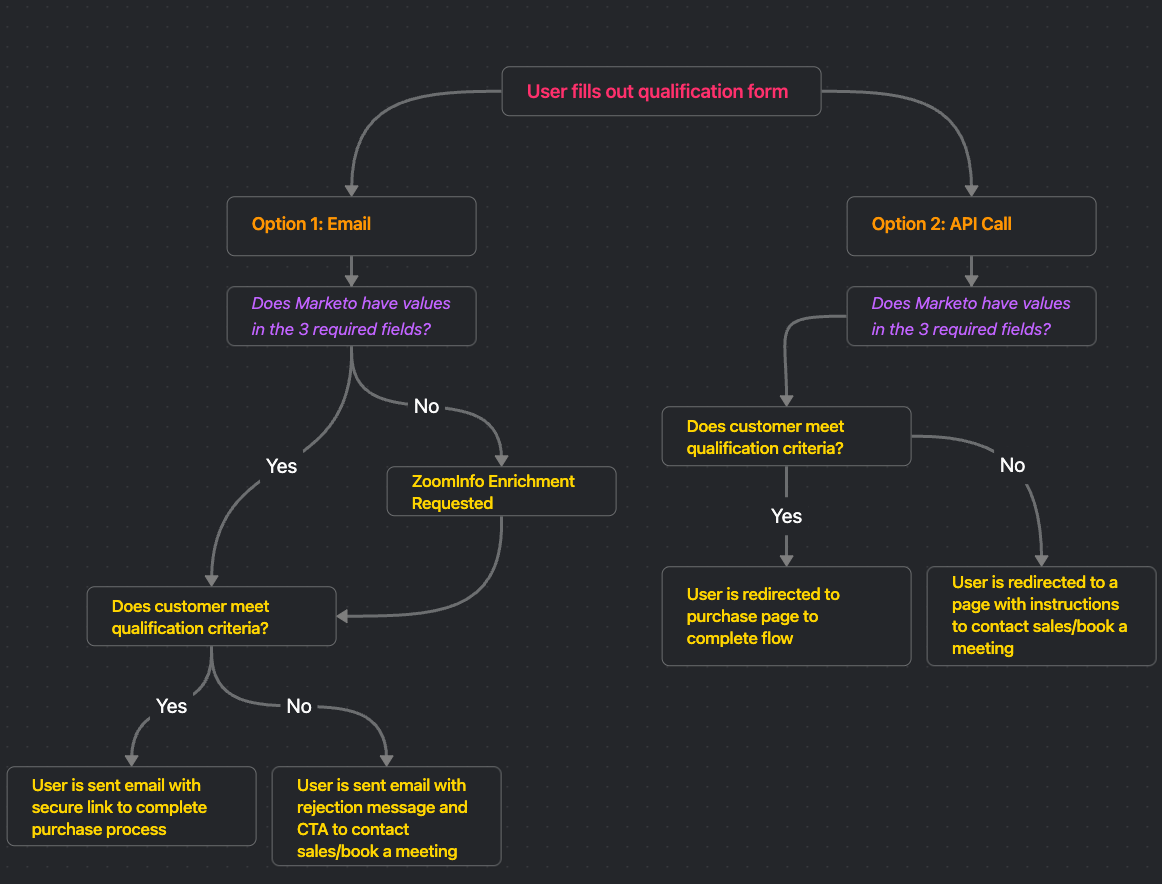 User fills out qualification form
Option 1: Email
Option 2: API Call
Does Marketo have values
in the 3 required fields?
Does Marketo have values
in the 3 required fields?
No
Yes
Does customer meet
qualification criteria?
No
ZoomInfo Enrichment
Requested
Yes
Does customer meet
qualification criteria?
User is redirected to
purchase page to
complete flow
User is redirected to a
page with instructions
to contact sales/book a
meeting
Yes
No
User is sent email with
secure link to complete
purchase process
User is sent email with
rejection message and
CTA to contact
sales/book a meeting